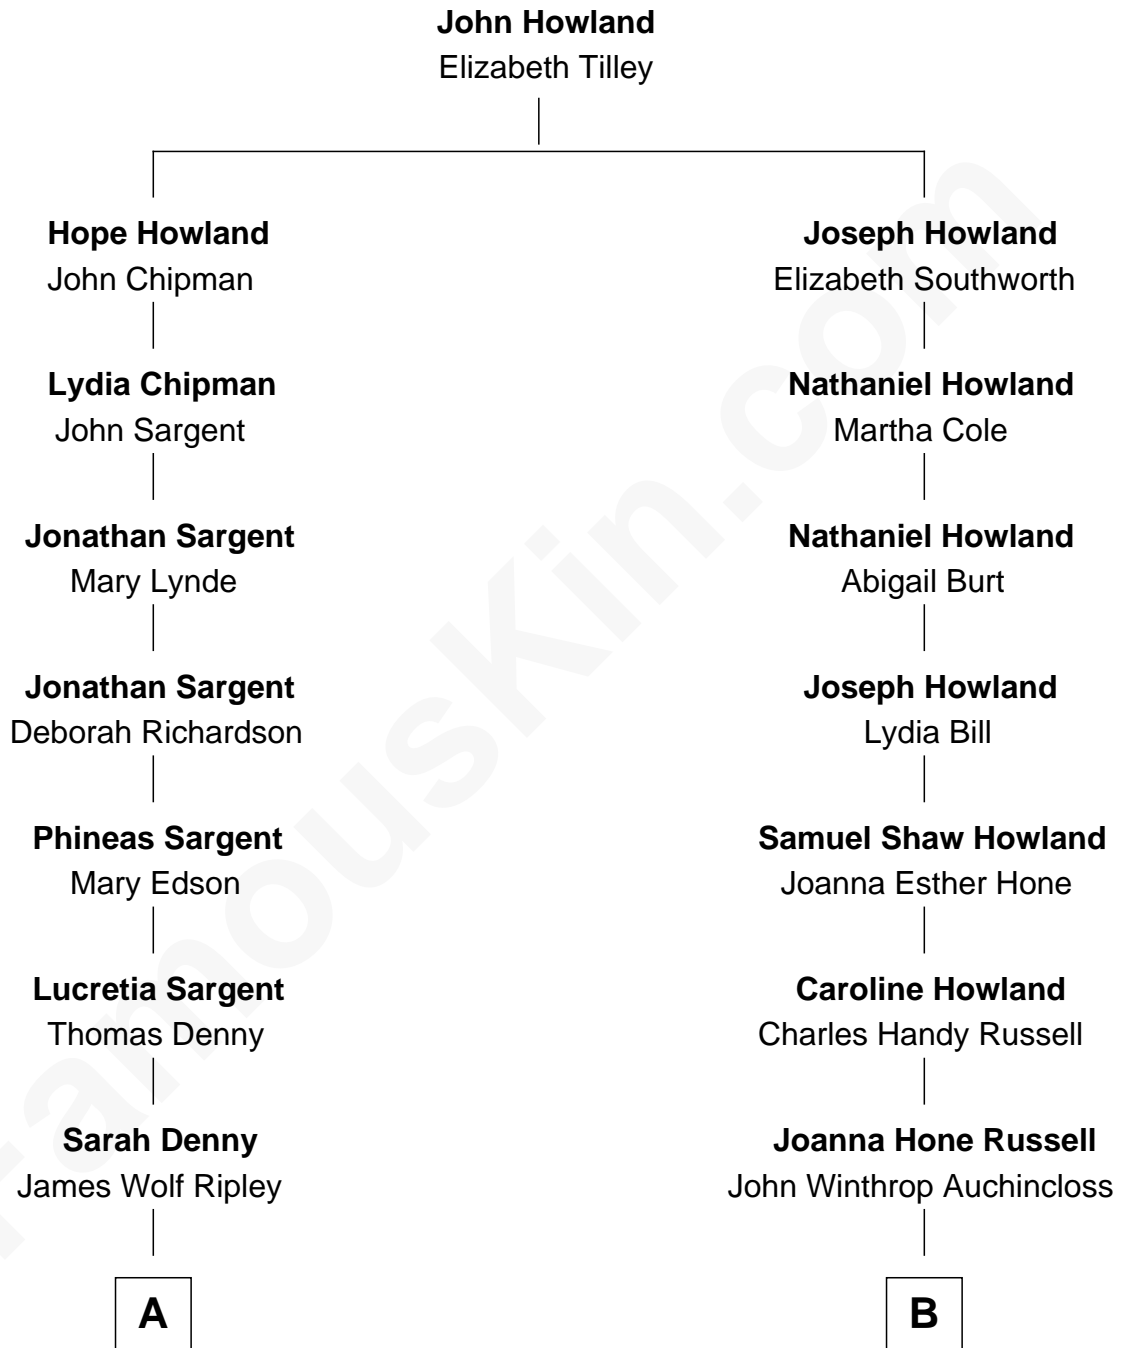 John Howland
Elizabeth Tilley
Hope Howland
John Chipman
Joseph Howland
Elizabeth Southworth
Lydia Chipman
John Sargent
Nathaniel Howland
Martha Cole
Jonathan Sargent
Mary Lynde
Nathaniel Howland
Abigail Burt
Jonathan Sargent
Deborah Richardson
Joseph Howland
Lydia Bill
Phineas Sargent
Mary Edson
Samuel Shaw Howland
Joanna Esther Hone
Lucretia Sargent
Thomas Denny
Caroline Howland
Charles Handy Russell
Sarah Denny
James Wolf Ripley
Joanna Hone Russell
John Winthrop Auchincloss
A
B
FamousKin.com